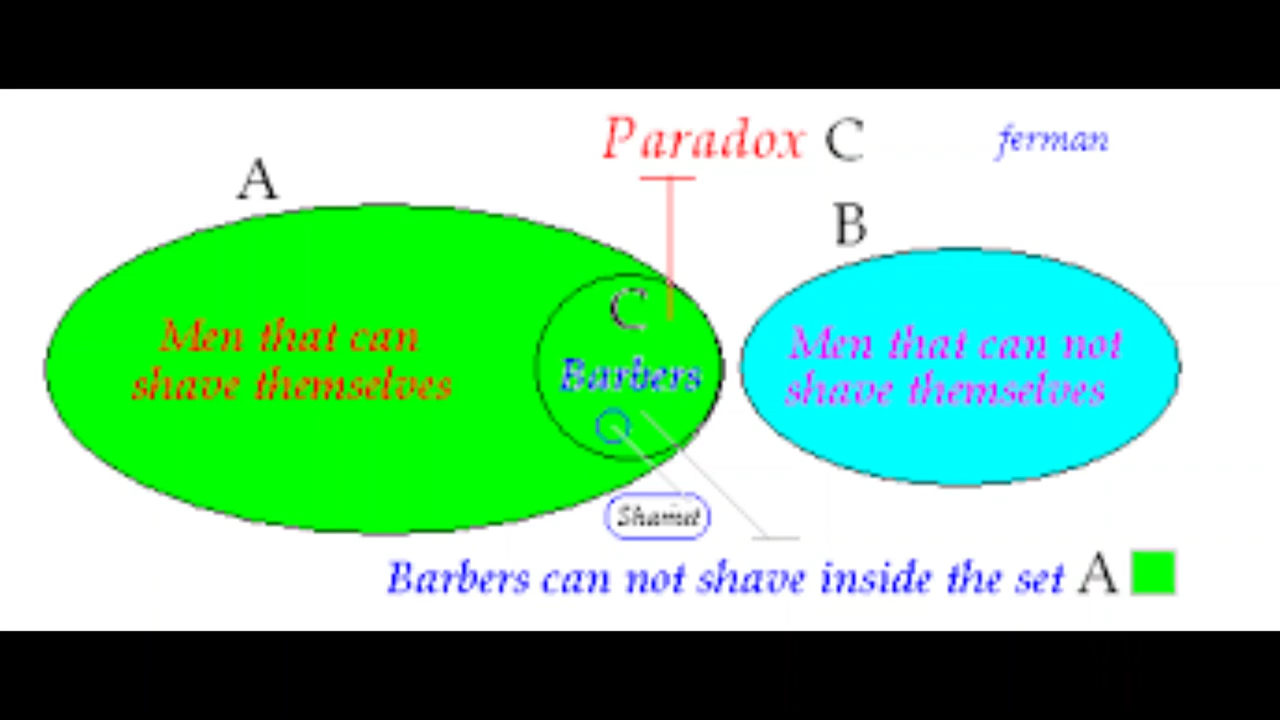 Paradox C
ferman
A
B
C
Men that can
shave themselves
Barbers
Men that can not
shave themselves
Barbers can not shave inside the set A